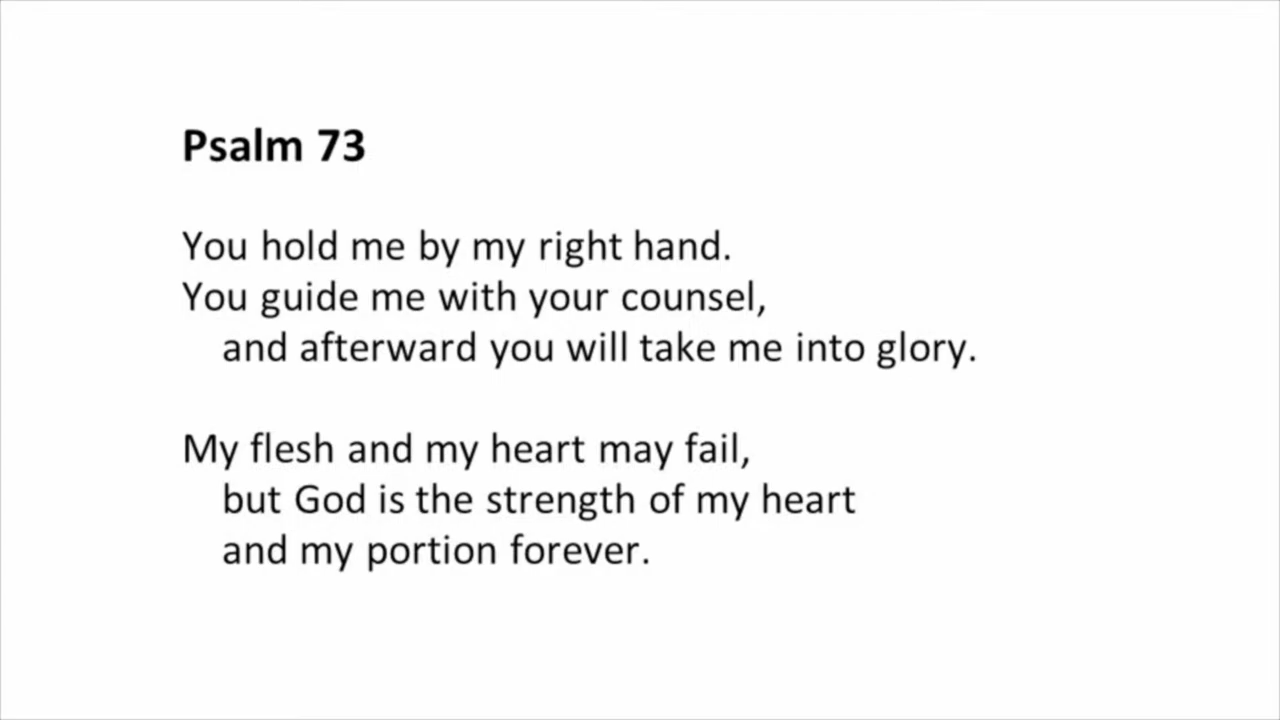 Psalm 73
You hold me by my right hand.
You guide me with your counsel,
and afterward you will take me into glory.
My flesh and my heart may fail,
but God is the strength of my heart
and my portion forever.